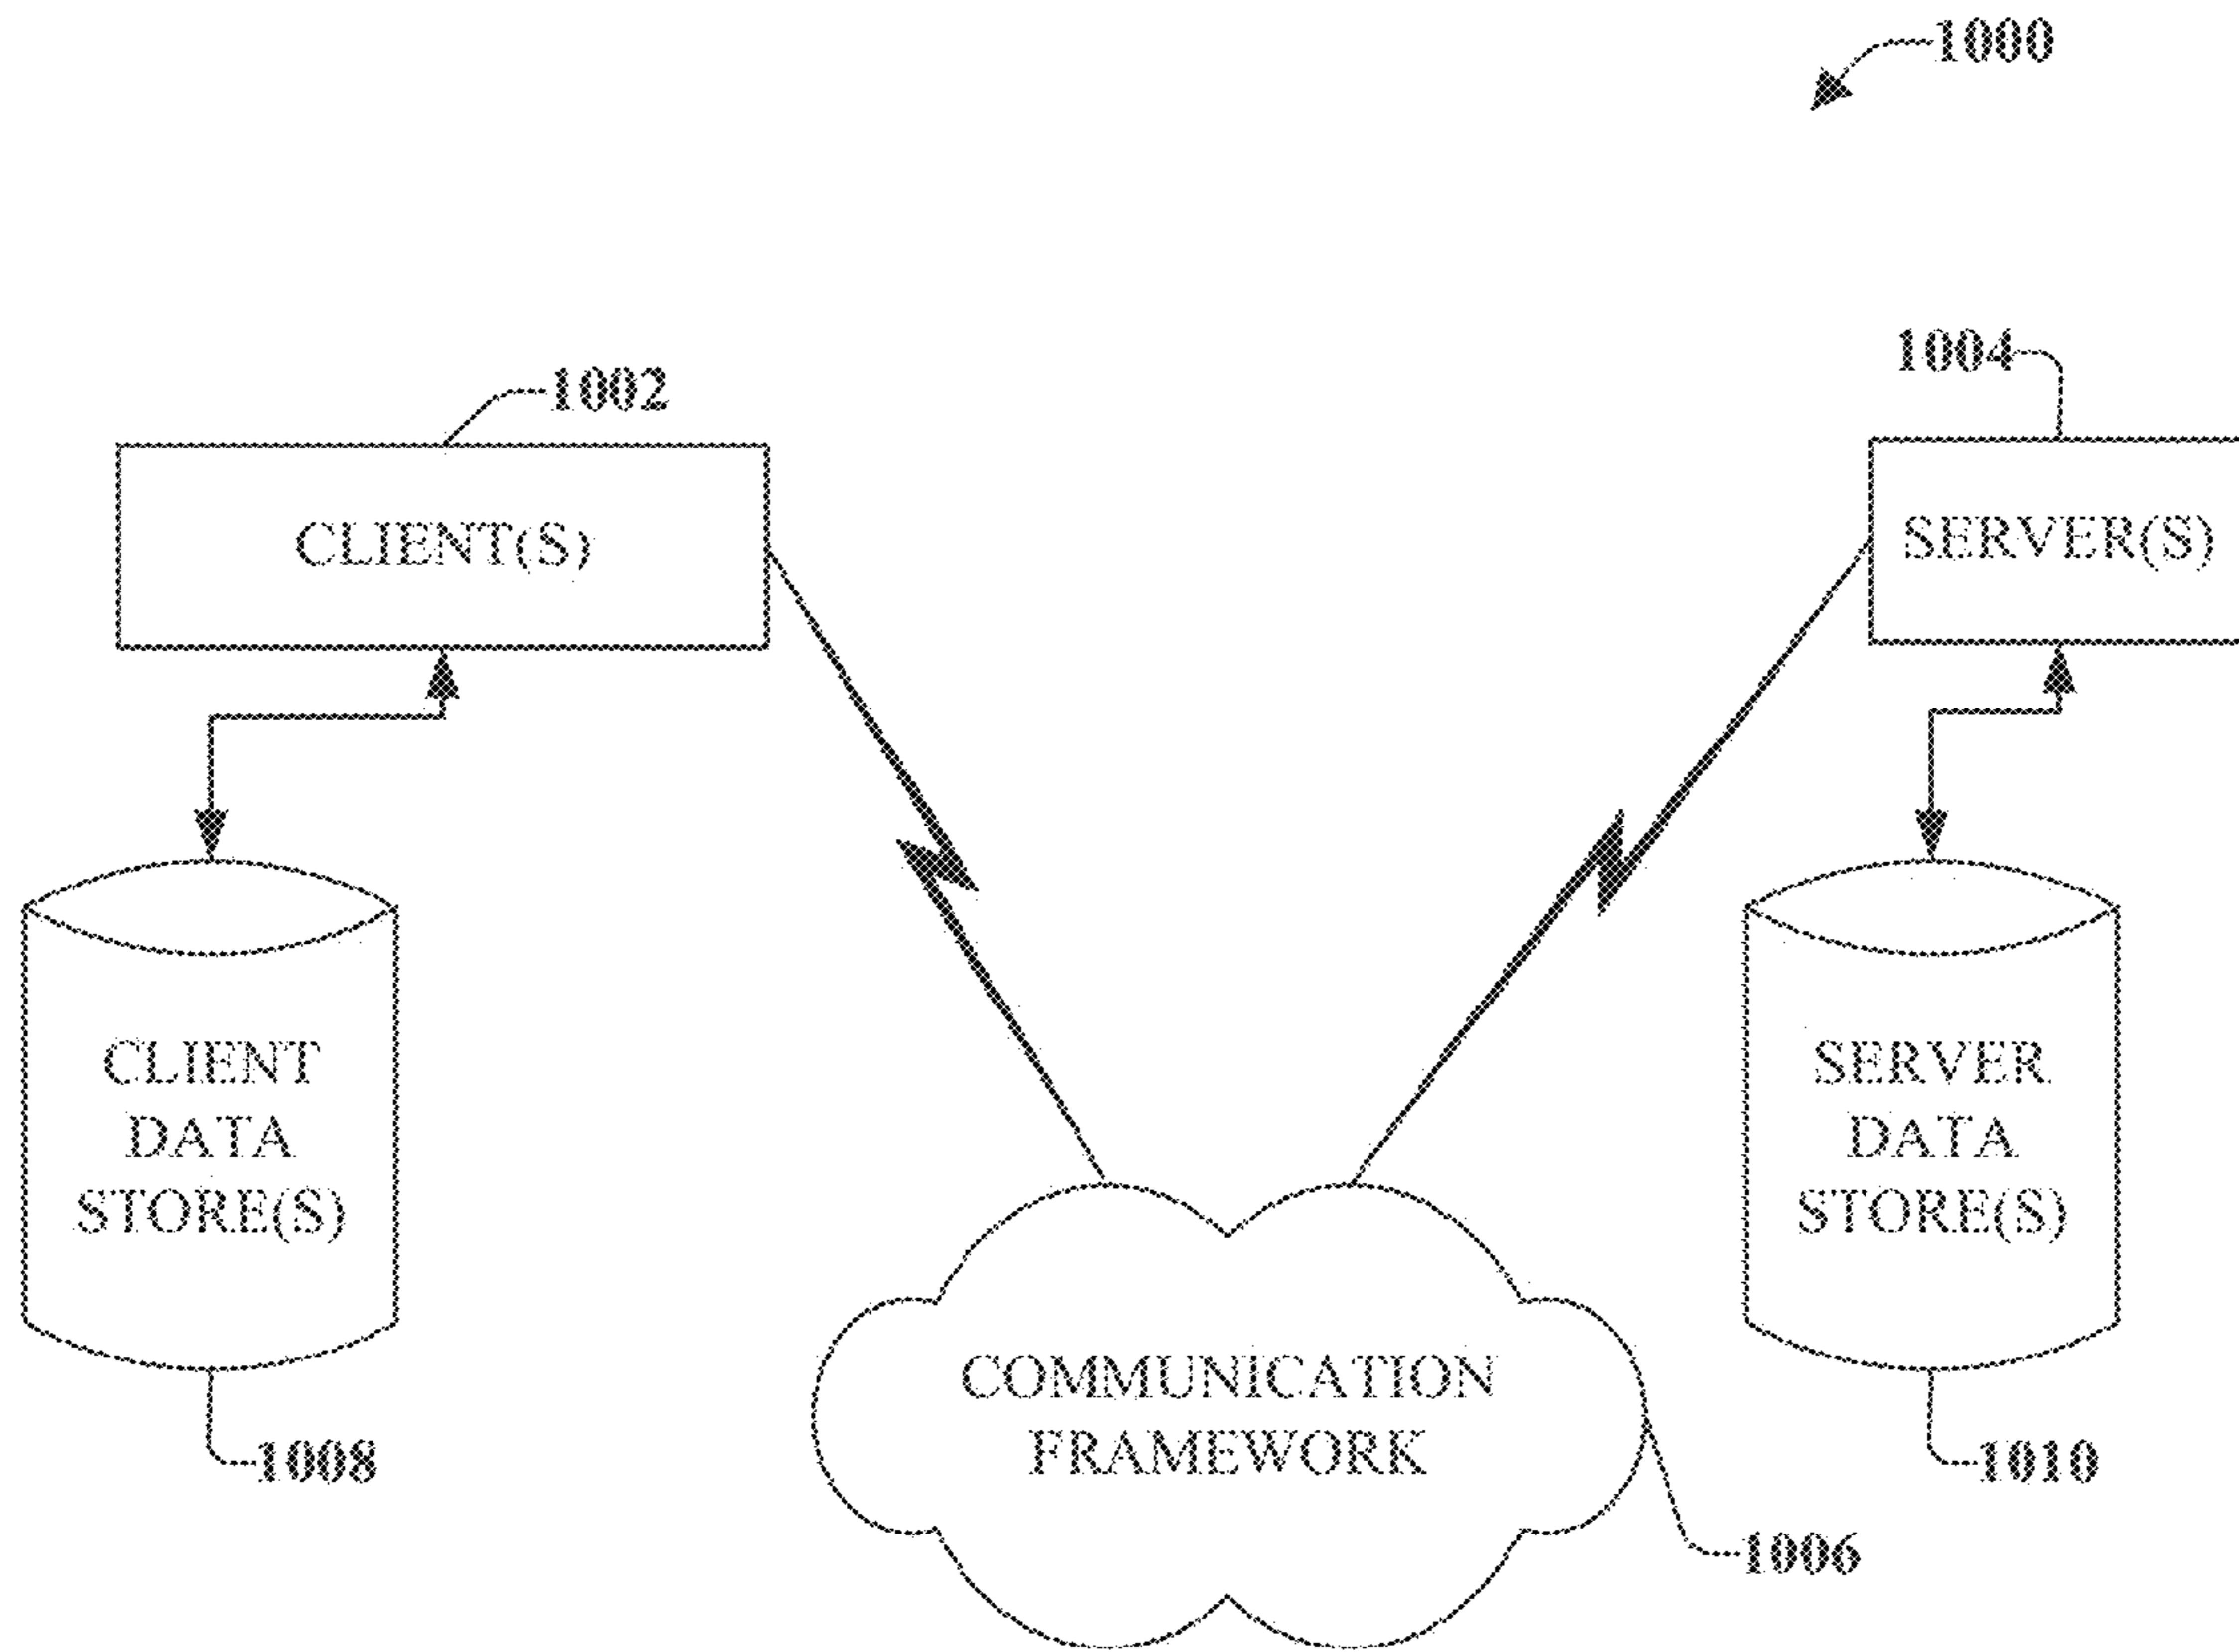 1000
1002
1004
CLIENT(S)
SERVER(S)
CLIENT
DATA
STORE(S)
SERVER
DATA
STORE(S)
COMMUNICATION
FRAMEWORK
1008
1010
1006